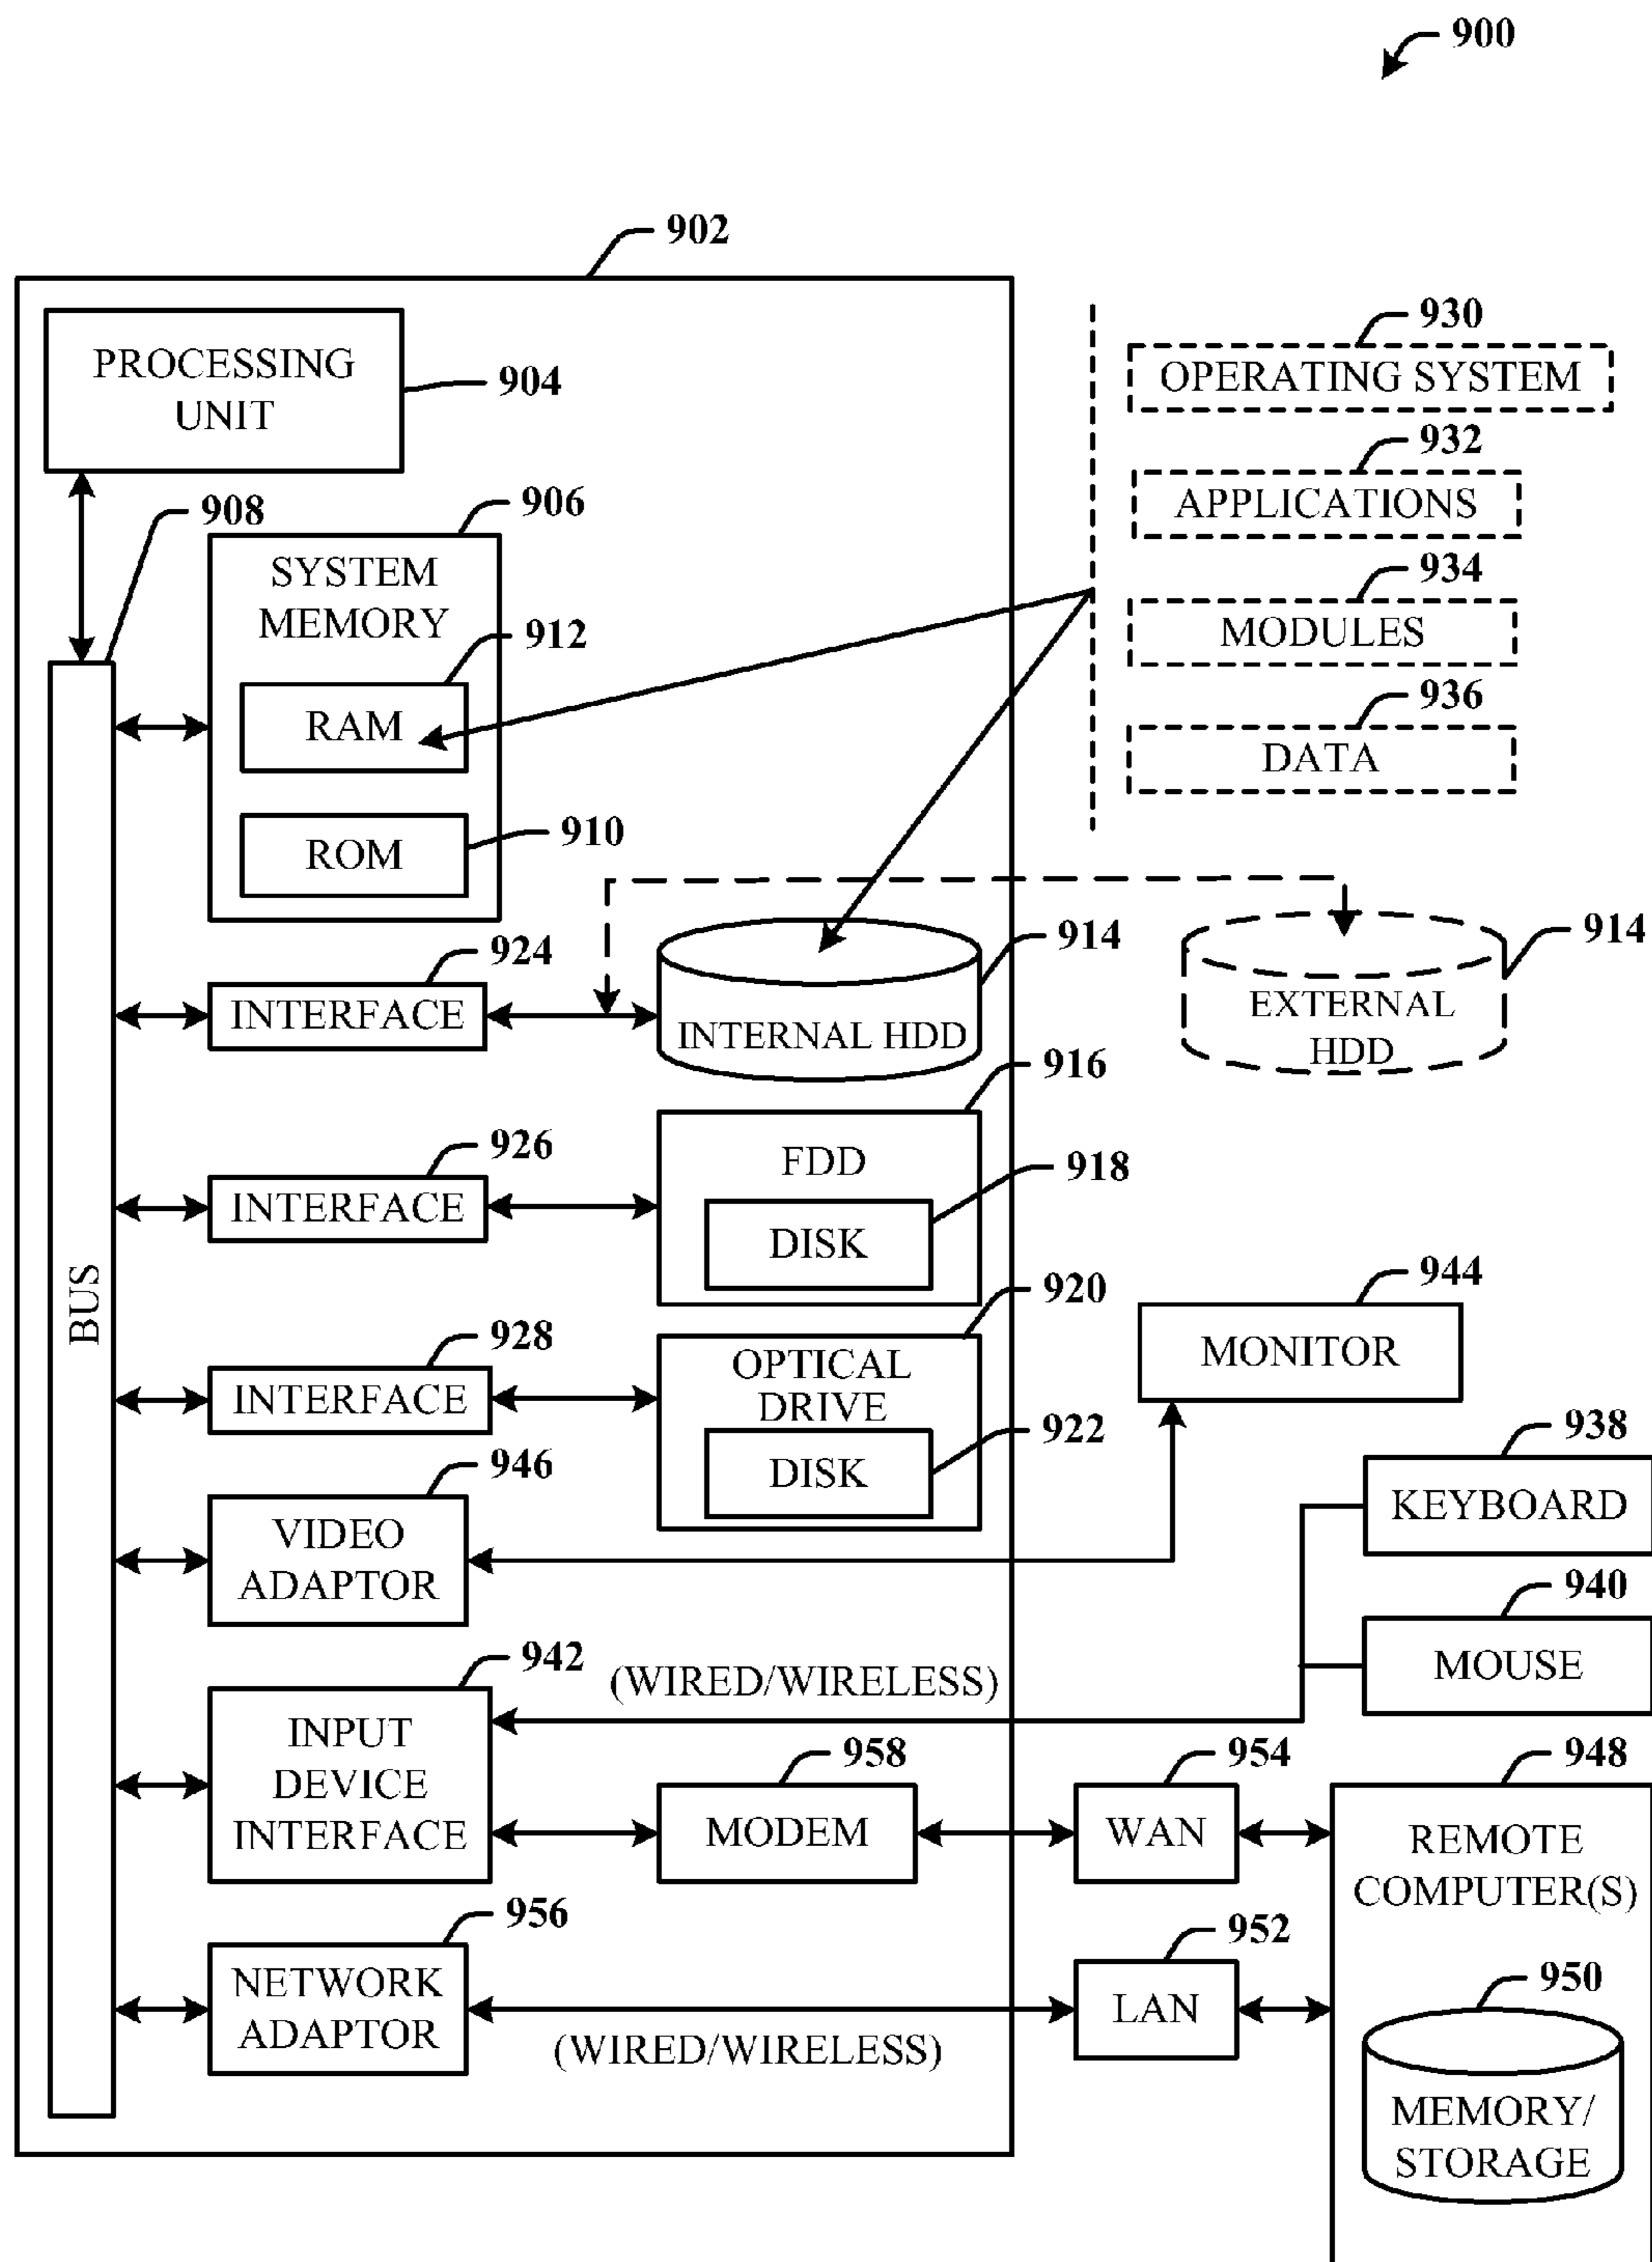 900
902
PROCESSING
UNIT
904
930
OPERATING SYSTEM
932
APPLICATIONS
934
MODULES
936
DATA
908
906
SYSTEM
MEMORY
912
RAM
910
ROM
BUS
924
INTERFACE
914
INTERNAL HDD
914
EXTERNAL
HDD
926
INTERFACE
916
FDD
918
DISK
928
INTERFACE
920
OPTICAL
DRIVE
922
DISK
944
MONITOR
946
VIDEO
ADAPTOR
938
KEYBOARD
940
MOUSE
942
INPUT
DEVICE
INTERFACE
(WIRED/WIRELESS)
958
MODEM
954
WAN
948
REMOTE
COMPUTER(S)
956
NETWORK
ADAPTOR
(WIRED/WIRELESS)
952
LAN
950
MEMORY/
STORAGE